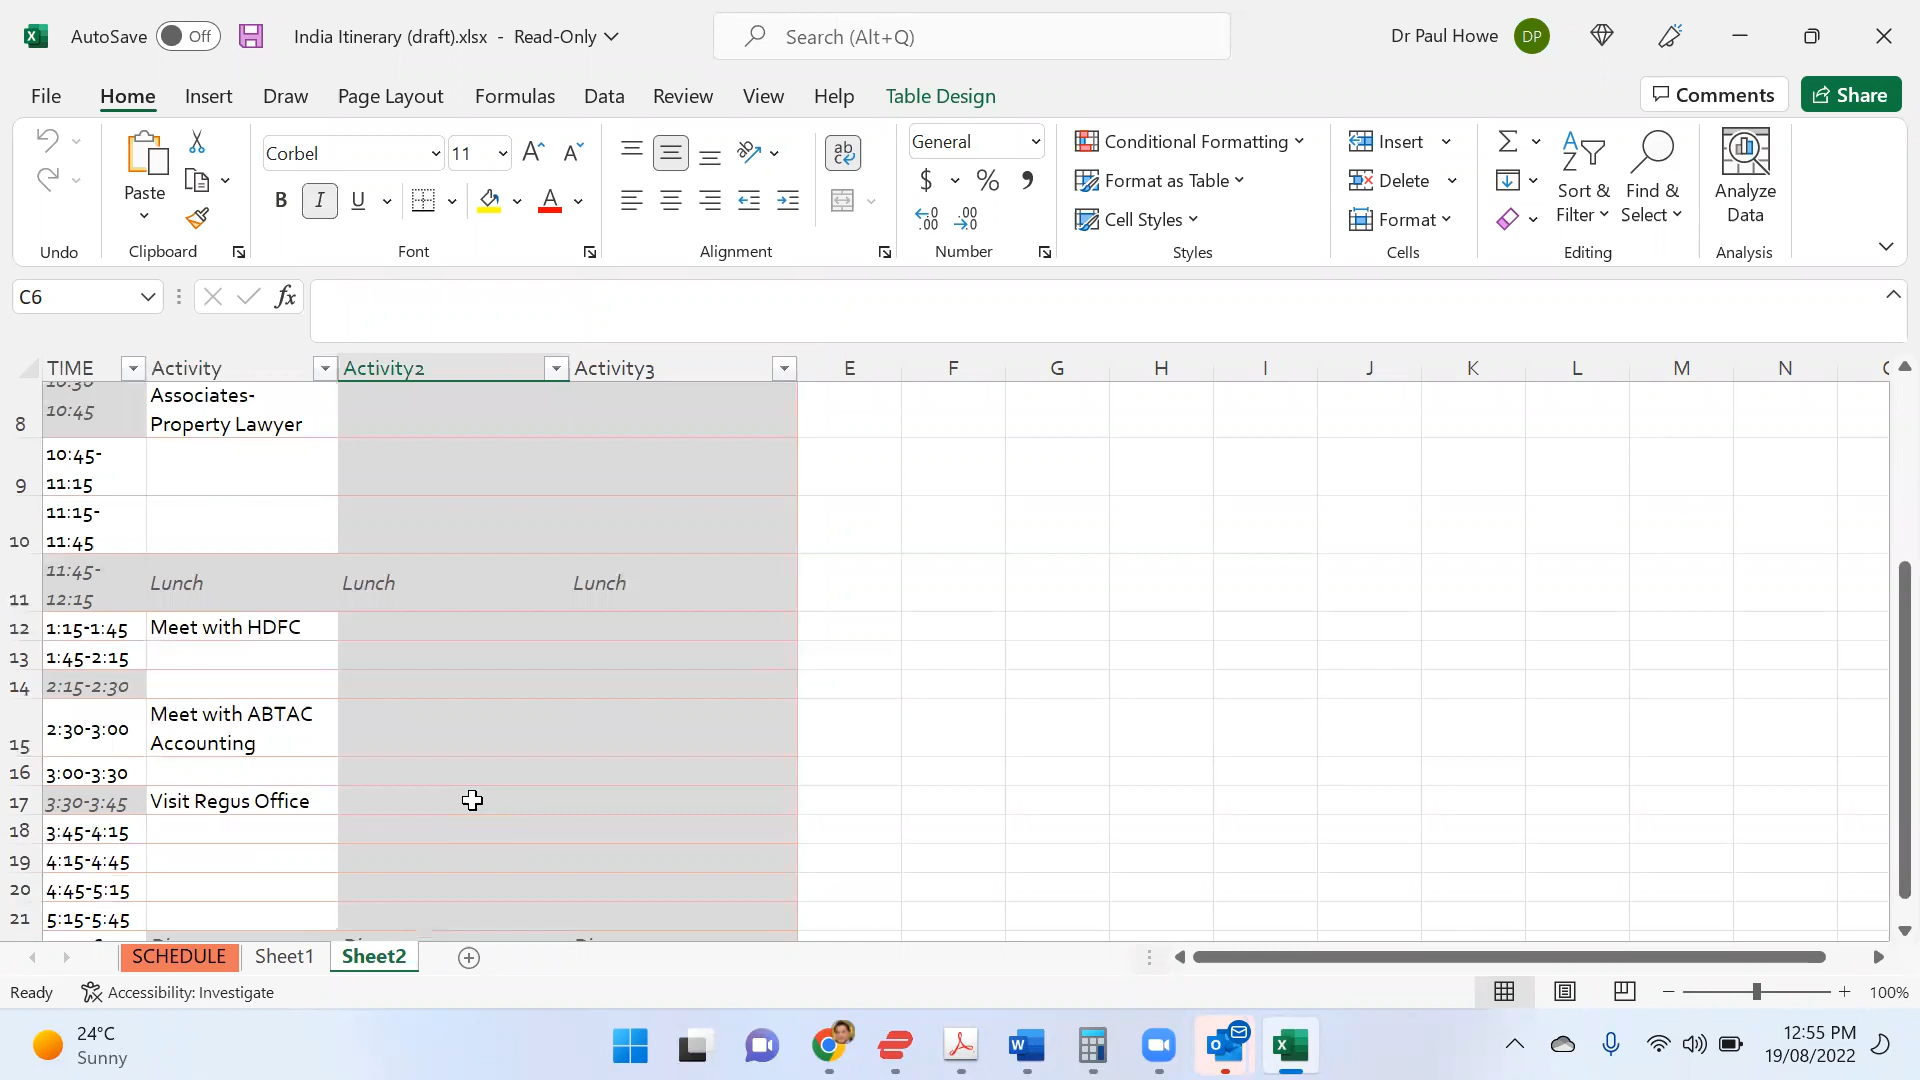 AutoSave Off India Itinerary (draft).xlsx - Read-Only Search (Alt+Q) Dr Paul Howe DP
File Home Insert Draw Page Layout Formulas Data Review View Help Table Design Comments Share
Paste
Undo
Clipboard
Corbel 11
B I U
Font
ab
Alignment
General
$ % ,
.00
Number
Conditional Formatting
Format as Table
Cell Styles
Styles
Insert
Delete
Format
Cells
Sort & Filter
Find & Select
Editing
Analyze Data
Analysis
C6 fx
TIME Activity Activity2 Activity3 E F G H I J K L M N
8 10:30 10:45 Associates-
Property Lawyer
9 10:45-
11:15
10 11:15-
11:45
11 11:45-
12:15 Lunch Lunch Lunch
12 1:15-1:45 Meet with HDFC
13 1:45-2:15
14 2:15-2:30
15 2:30-3:00 Meet with ABTAC
Accounting
16 3:00-3:30
17 3:30-3:45 Visit Regus Office
18 3:45-4:15
19 4:15-4:45
20 4:45-5:15
21 5:15-5:45
SCHEDULE Sheet1 Sheet2
Ready Accessibility: Investigate 100%
24°C
Sunny
12:55 PM
19/08/2022